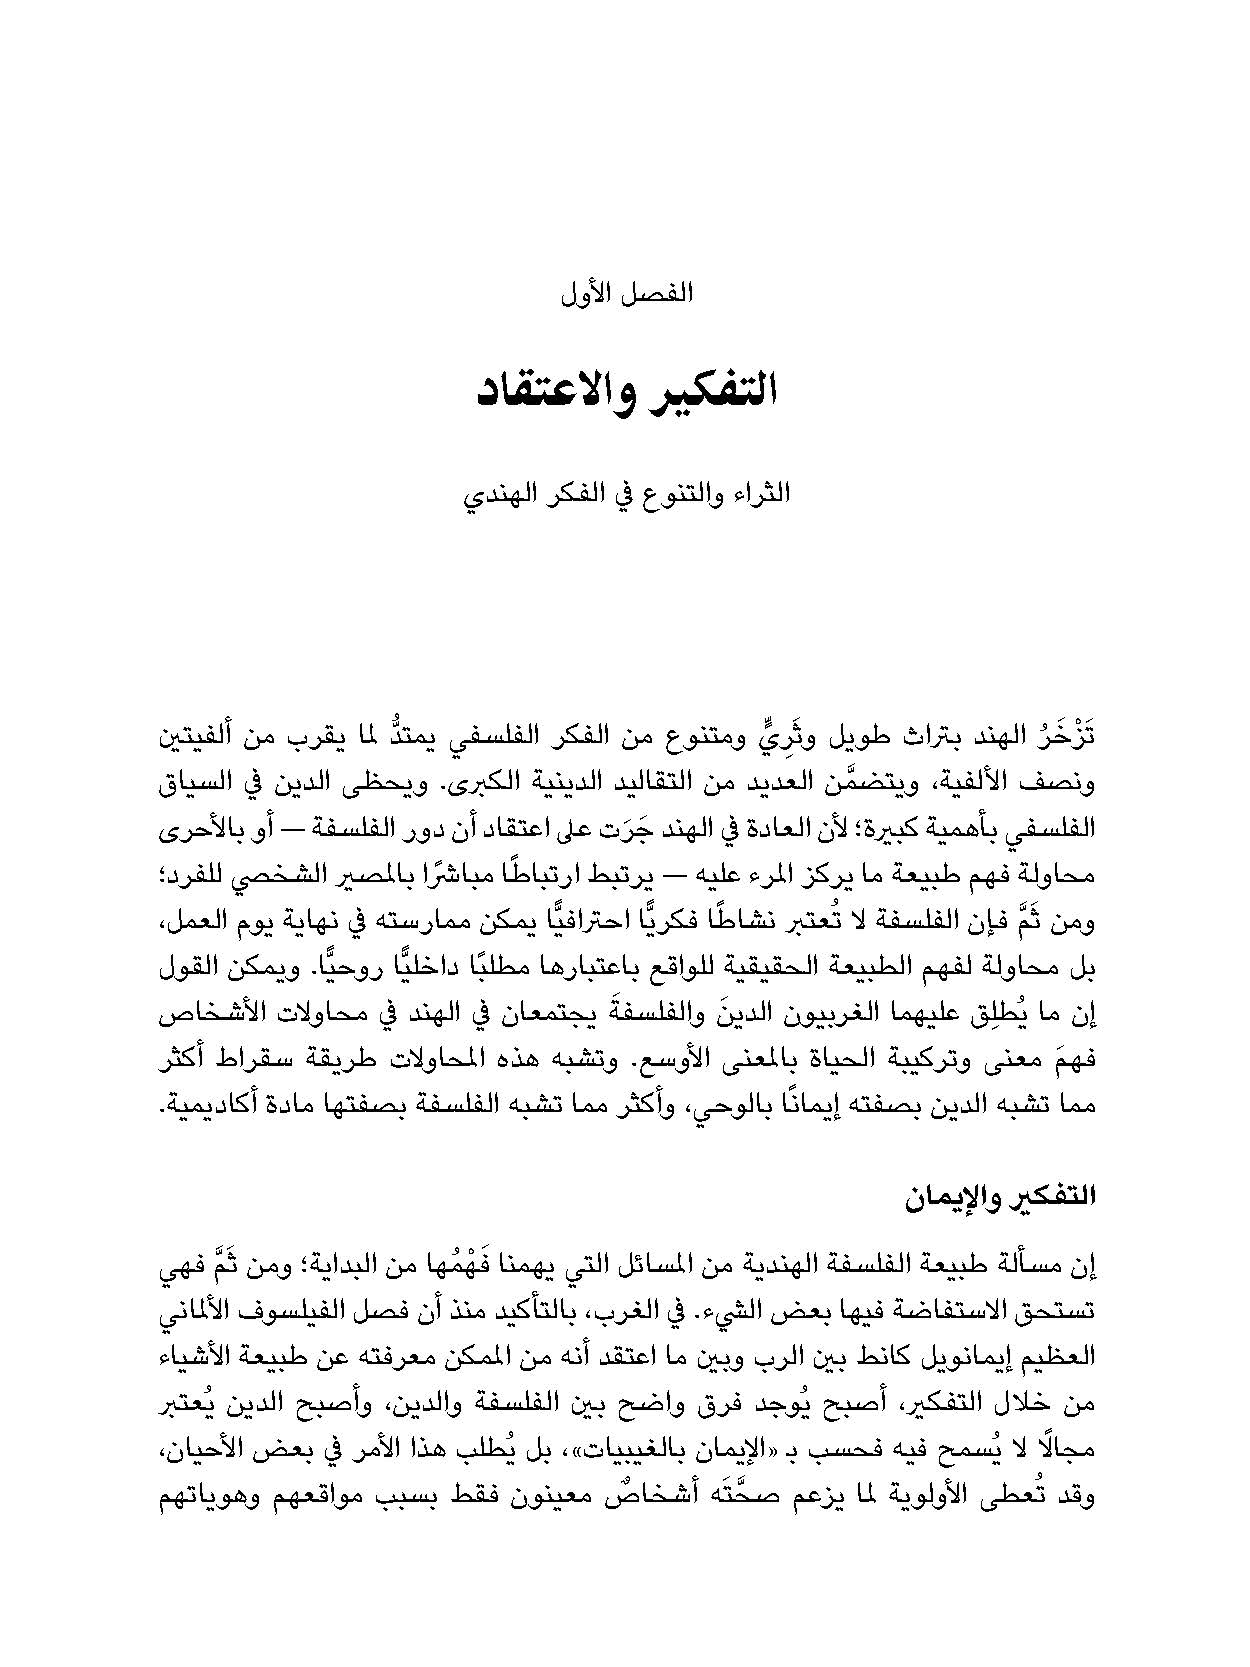 الفصل الأول
التفكير والاعتقاد
الثراء والتنوع في الفكر الهندي
تَزْخَرُ الهند بتراث طويل وثَرِيٍّ ومتنوع من الفكر الفلسفي يمتدُّ لما يقرب من ألفيتين
ونصف الألفية، ويتضمَّن العديد من التقاليد الدينية الكبرى. ويحظى الدين في السياق
الفلسفي بأهمية كبيرة؛ لأن العادة في الهند جَرَت على اعتقاد أن دور الفلسفة — أو بالأحرى
محاولة فهم طبيعة ما يركز المرء عليه — يرتبط ارتباطًا مباشرًا بالمصير الشخصي للفرد؛
ومن ثَمَّ فإن الفلسفة لا تُعتبر نشاطًا فكريًّا احترافيًّا يمكن ممارسته في نهاية يوم العمل،
بل محاولة لفهم الطبيعة الحقيقية للواقع باعتبارها مطلبًا داخليًّا روحيًّا. ويمكن القول
إن ما يُطلِق عليهما الغربيون الدينَ والفلسفةَ يجتمعان في الهند في محاولات الأشخاص
فهمَ معنى وتركيبة الحياة بالمعنى الأوسع. وتشبه هذه المحاولات طريقة سقراط أكثر
مما تشبه الدين بصفته إيمانًا بالوحي، وأكثر مما تشبه الفلسفة بصفتها مادة أكاديمية.
التفكير والإيمان
إن مسألة طبيعة الفلسفة الهندية من المسائل التي يهمنا فَهْمُها من البداية؛ ومن ثَمَّ فهي
تستحق الاستفاضة فيها بعض الشيء. في الغرب، بالتأكيد منذ أن فصل الفيلسوف الألماني
العظيم إيمانويل كانط بين الرب وبين ما اعتقد أنه من الممكن معرفته عن طبيعة الأشياء
من خلال التفكير، أصبح يُوجد فرق واضح بين الفلسفة والدين، وأصبح الدين يُعتبر
مجالًا لا يُسمح فيه فحسب بـ «الإيمان بالغيبيات»، بل يُطلب هذا الأمر في بعض الأحيان،
وقد تُعطى الأولوية لما يزعم صحَّتَه أشخاصٌ معينون فقط بسبب مواقعهم وهوياتهم